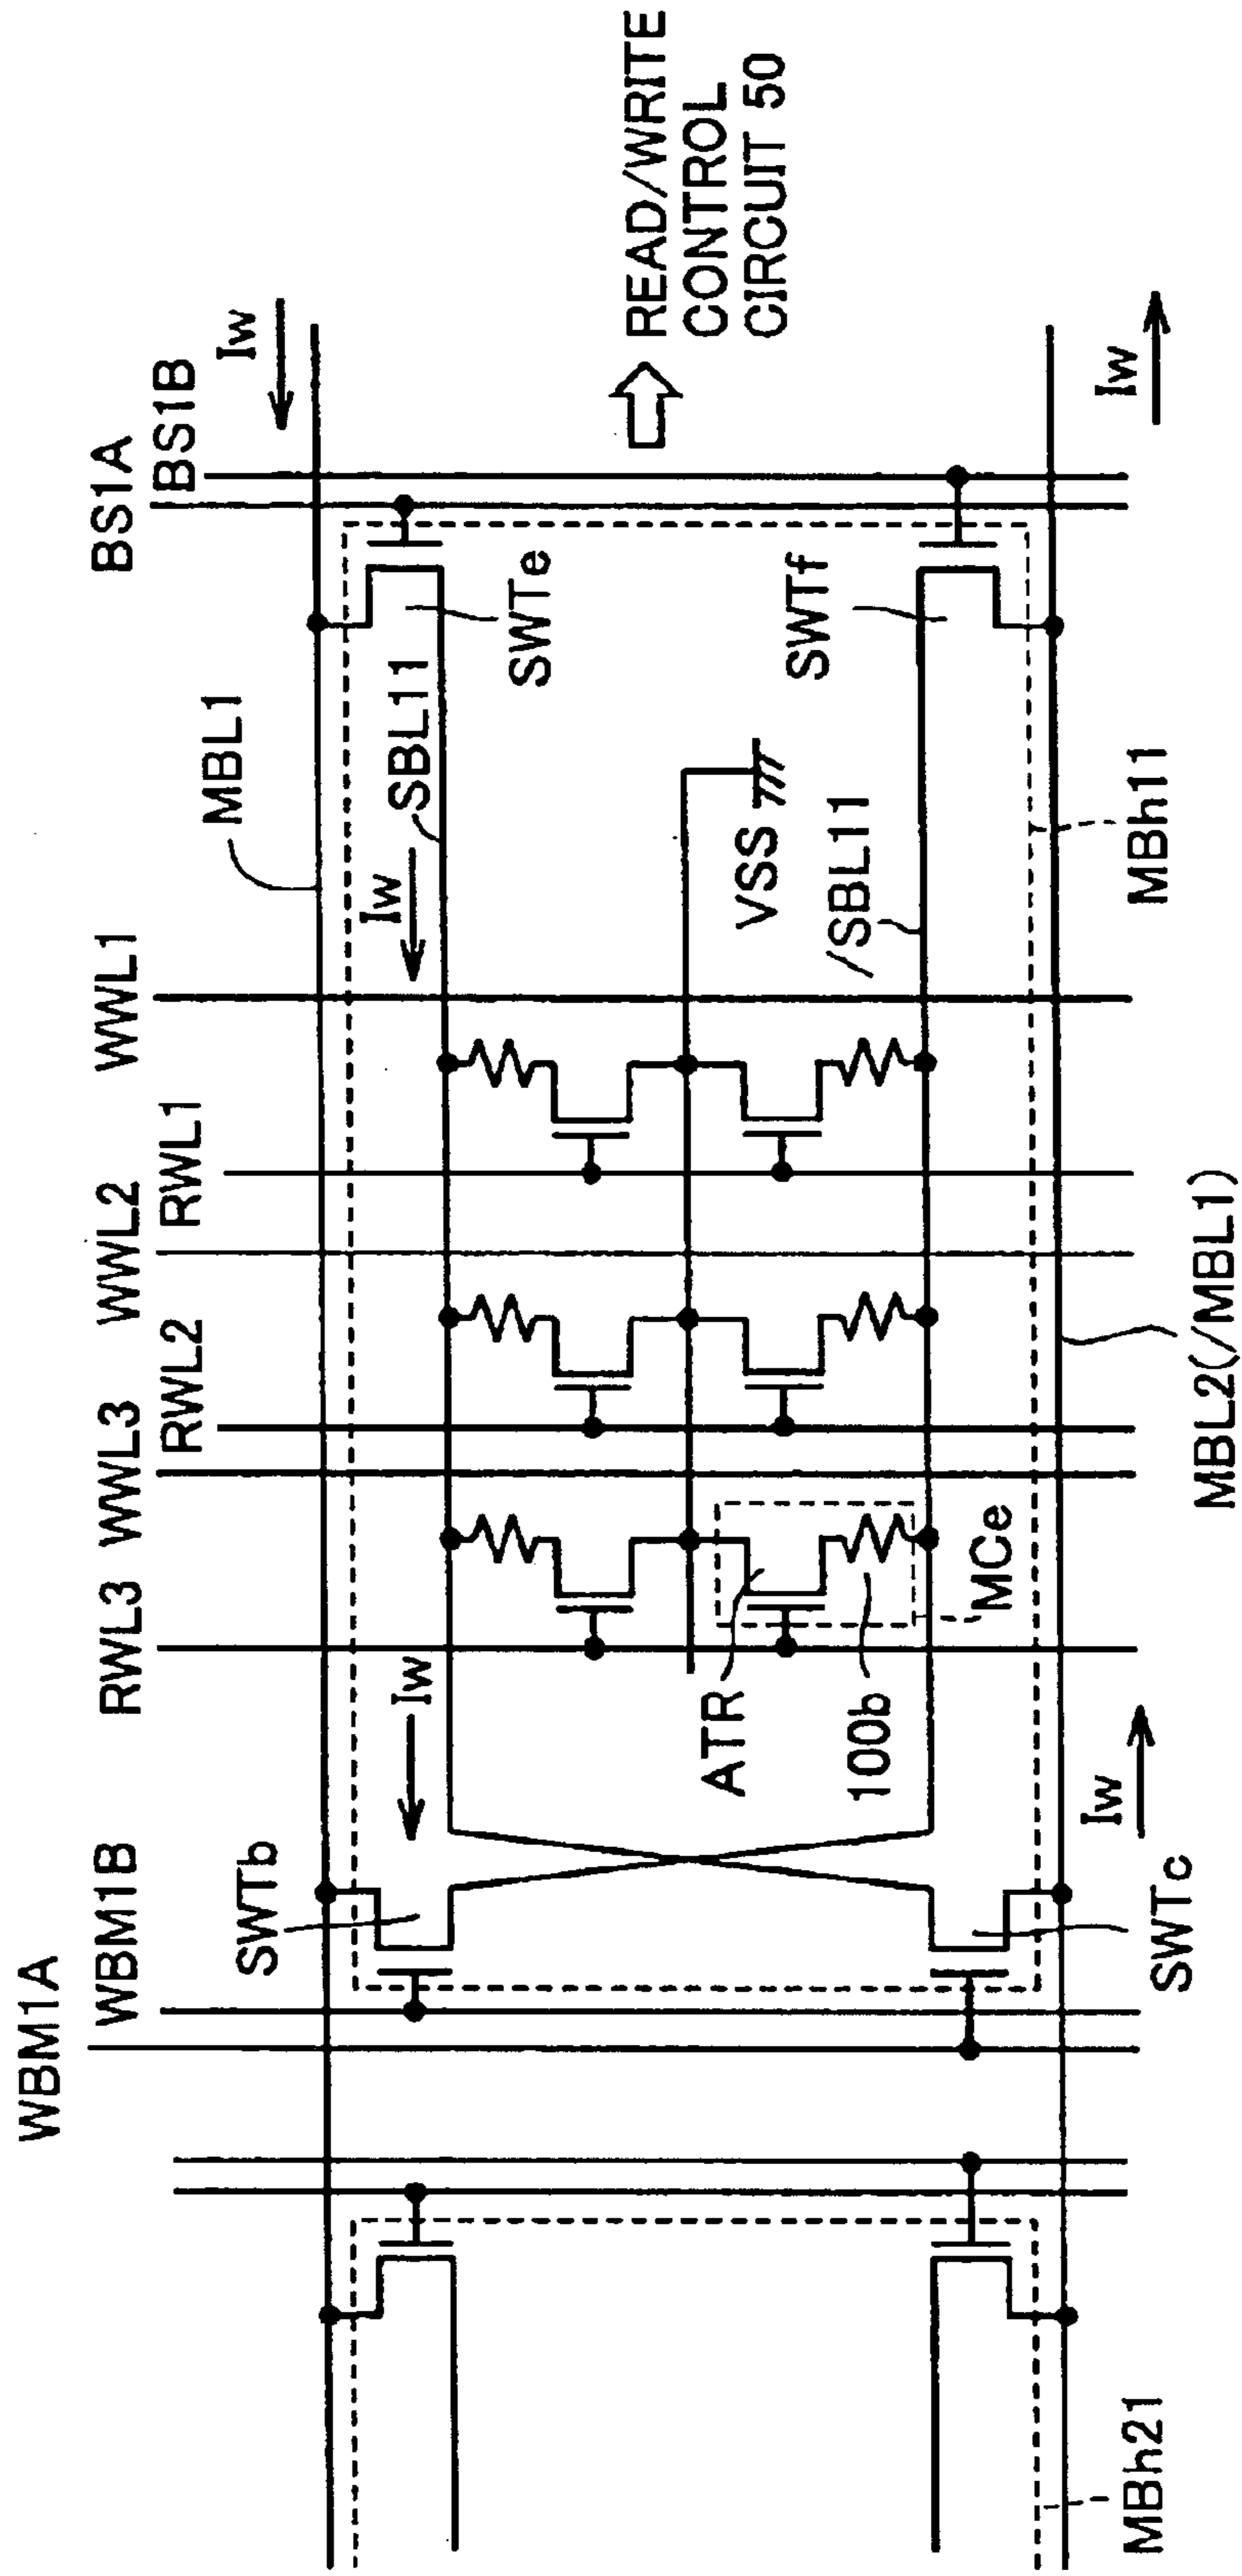 READ/WRITE
CONTROL
CIRCUIT 50
Iw
Iw
BS1A
BS1B
SWTe
SWTf
MBL1
SBL11
Iw
VSS
/SBL11
MBh11
WWL1
RWL1
WWL2
RWL2
WWL3
RWL3
MBL2(/MBL1)
MCe
ATR
100b
Iw
Iw
SWTb
SWTc
WBM1B
WBM1A
MBh21